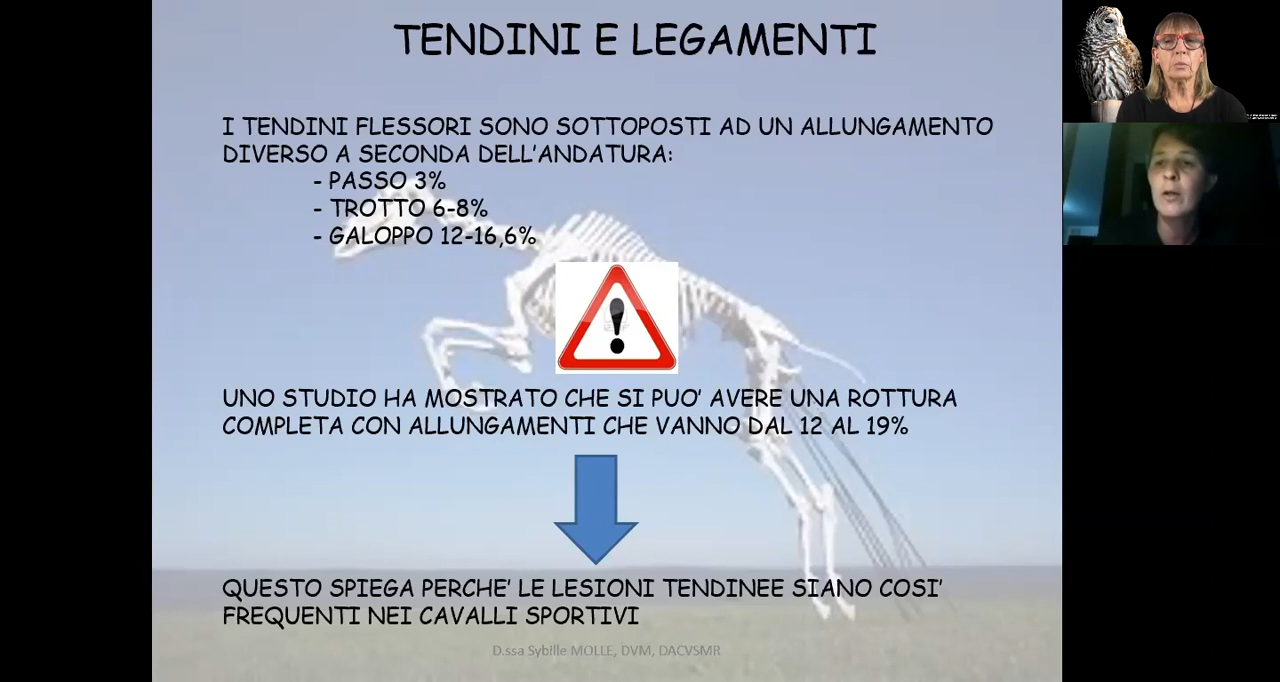 TENDINI E LEGAMENTI
I TENDINI FLESSORI SONO SOTTOPOSTI AD UN ALLUNGAMENTO
DIVERSO A SECONDA DELL'ANDATURA:
- PASSO 3%
- TROTTO 6-8%
- GALOPPO 12-16,6%
UNO STUDIO HA MOSTRATO CHE SI PUO' AVERE UNA ROTTURA
COMPLETA CON ALLUNGAMENTI CHE VANNO DAL 12 AL 19%
QUESTO SPIEGA PERCHE' LE LESIONI TENDINEE SIANO COSI'
FREQUENTI NEI CAVALLI SPORTIVI
D.ssa Sybille MOLLE, DVM, DACVSMR